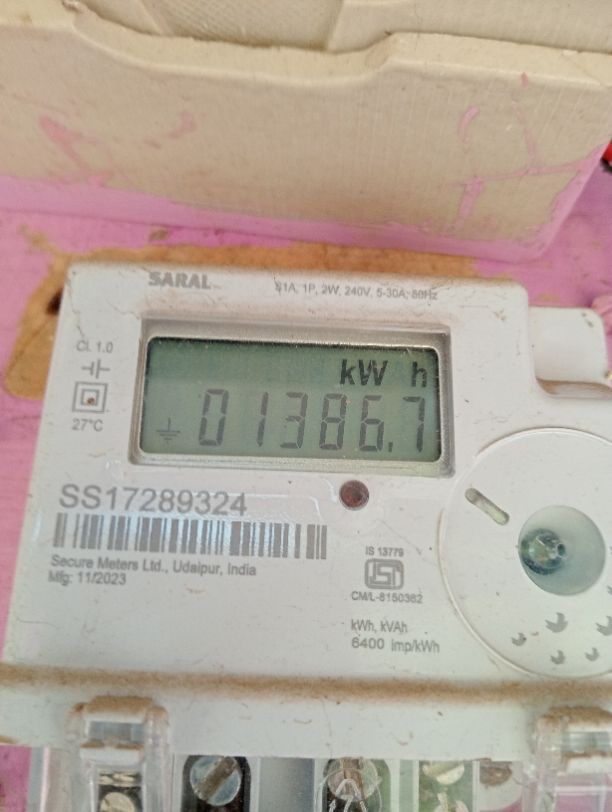 SARAL
S1A, 1P, 2W, 240V, 5-30A, 50Hz
Cl. 1.0
27°C
kW h
01386.7
SS17289324
Secure Meters Ltd., Udaipur, India
Mfg: 11/2023
IS 13779
ISI
CM/L-8150362
kWh, kVAh
6400 imp/kWh